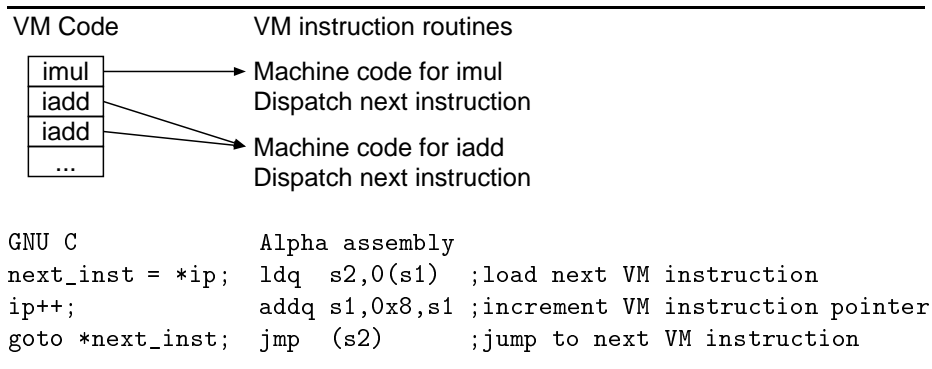 VM Code VM instruction routines
imul Machine code for imul
iadd Dispatch next instruction
iadd Machine code for iadd
... Dispatch next instruction
GNU C Alpha assembly
next_inst = *ip; ldq s2,0(s1) ;load next VM instruction
ip++; addq s1,0x8,s1 ;increment VM instruction pointer
goto *next_inst; jmp (s2) ;jump to next VM instruction